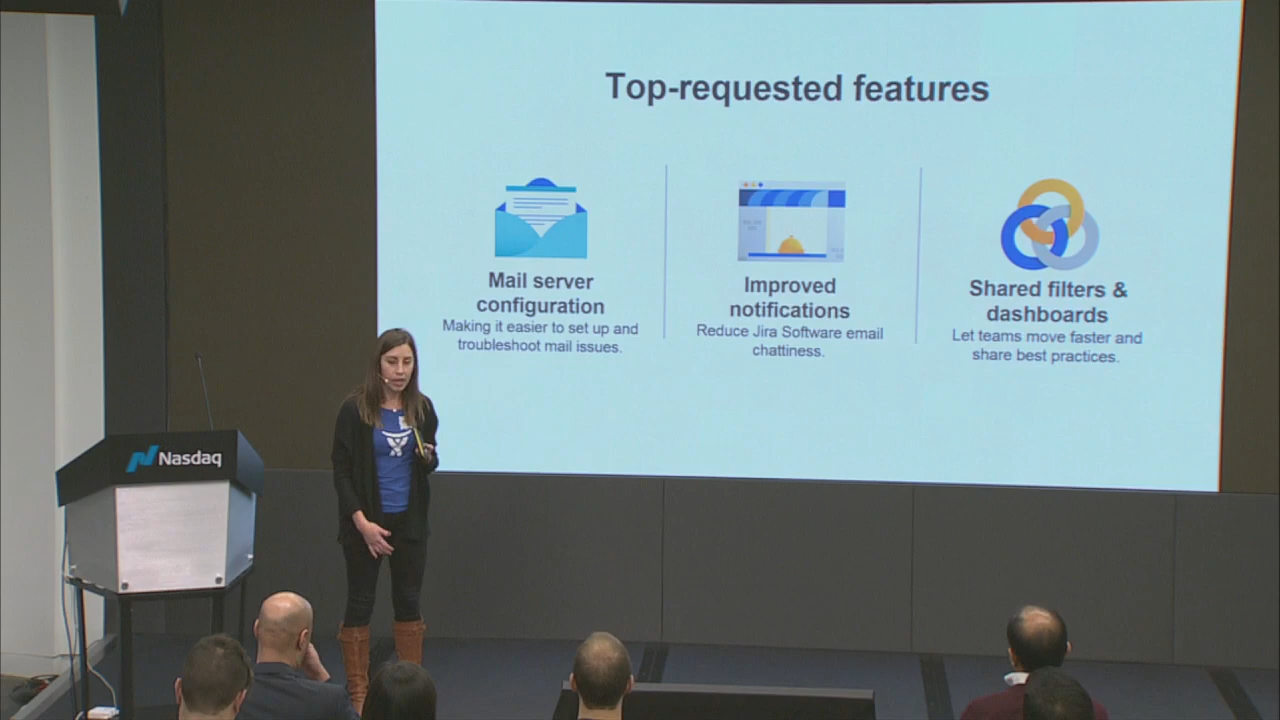 Top-requested features
Mail server
configuration
Making it easier to set up and
troubleshoot mail issues.
Improved
notifications
Reduce Jira Software email
chattiness.
Shared filters &
dashboards
Let teams move faster and
share best practices.
Nasdaq